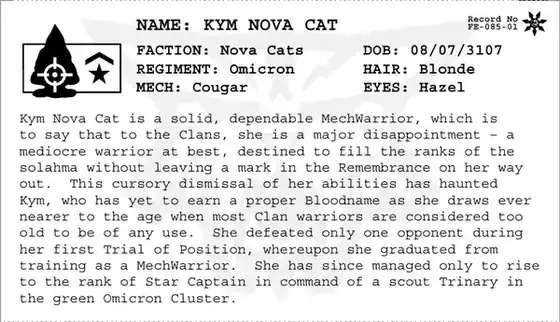 NAME: KYM NOVA CAT
Record No
FE-085-01
FACTION: Nova Cats DOB: 08/07/3107
REGIMENT: Omicron HAIR: Blonde
MECH: Cougar EYES: Hazel
Kym Nova Cat is a solid, dependable MechWarrior, which is
to say that to the Clans, she is a major disappointment – a
mediocre warrior at best, destined to fill the ranks of the
solahma without leaving a mark in the Remembrance on her way
out. This cursory dismissal of her abilities has haunted
Kym, who has yet to earn a proper Bloodname as she draws ever
nearer to the age when most Clan warriors are considered too
old to be of any use. She defeated only one opponent during
her first Trial of Position, whereupon she graduated from
training as a MechWarrior. She has since managed only to rise
to the rank of Star Captain in command of a scout Trinary in
the green Omicron Cluster.